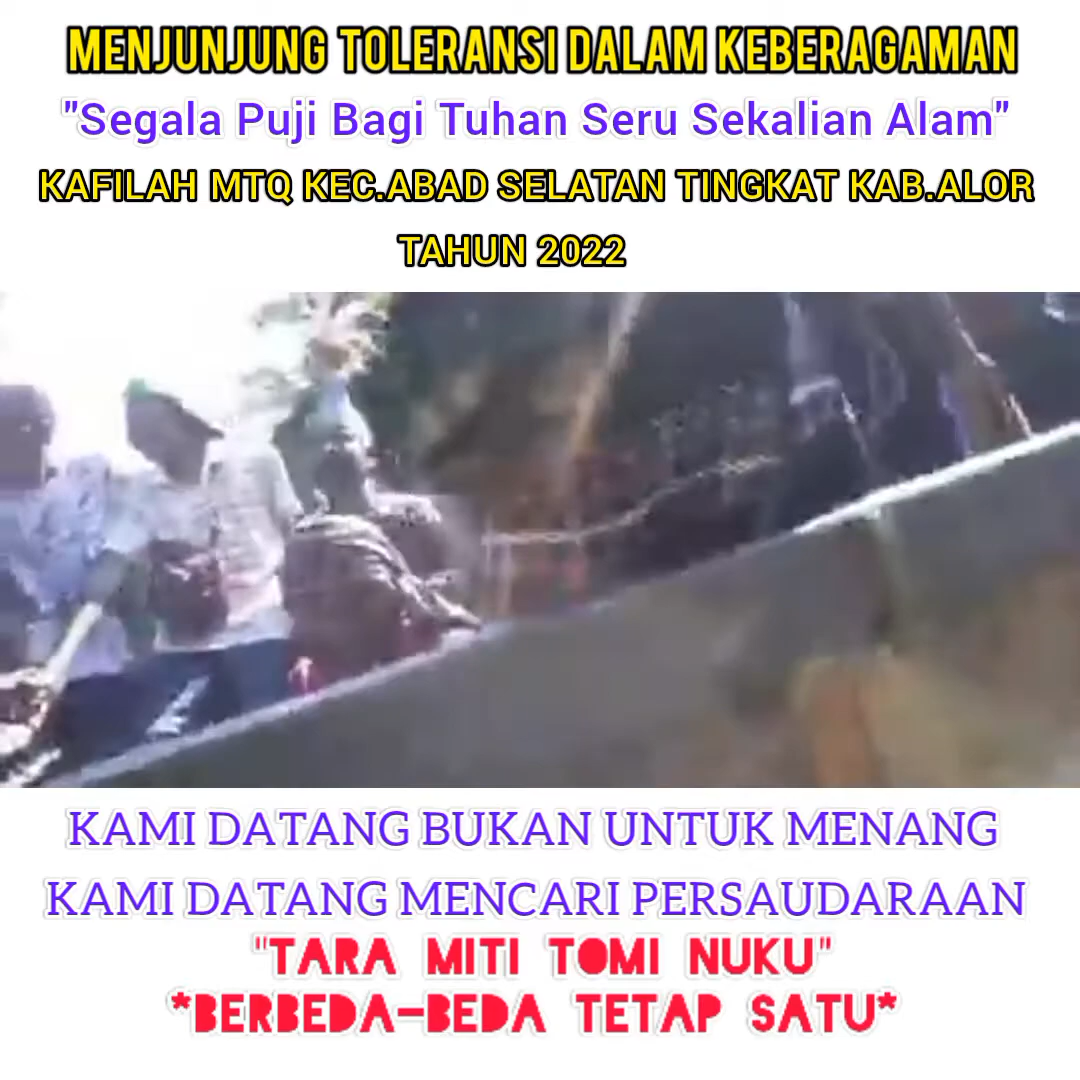 MENJUNJUNG TOLERANSI DALAM KEBERAGAMAN
"Segala Puji Bagi Tuhan Seru Sekalian Alam"
KAFILAH MTQ KEC.ABAD SELATAN TINGKAT KAB.ALOR
TAHUN 2022
KAMI DATANG BUKAN UNTUK MENANG
KAMI DATANG MENCARI PERSAUDARAAN
"TARA MITI TOMI NUKU"
*BERBEDA-BEDA TETAP SATU*